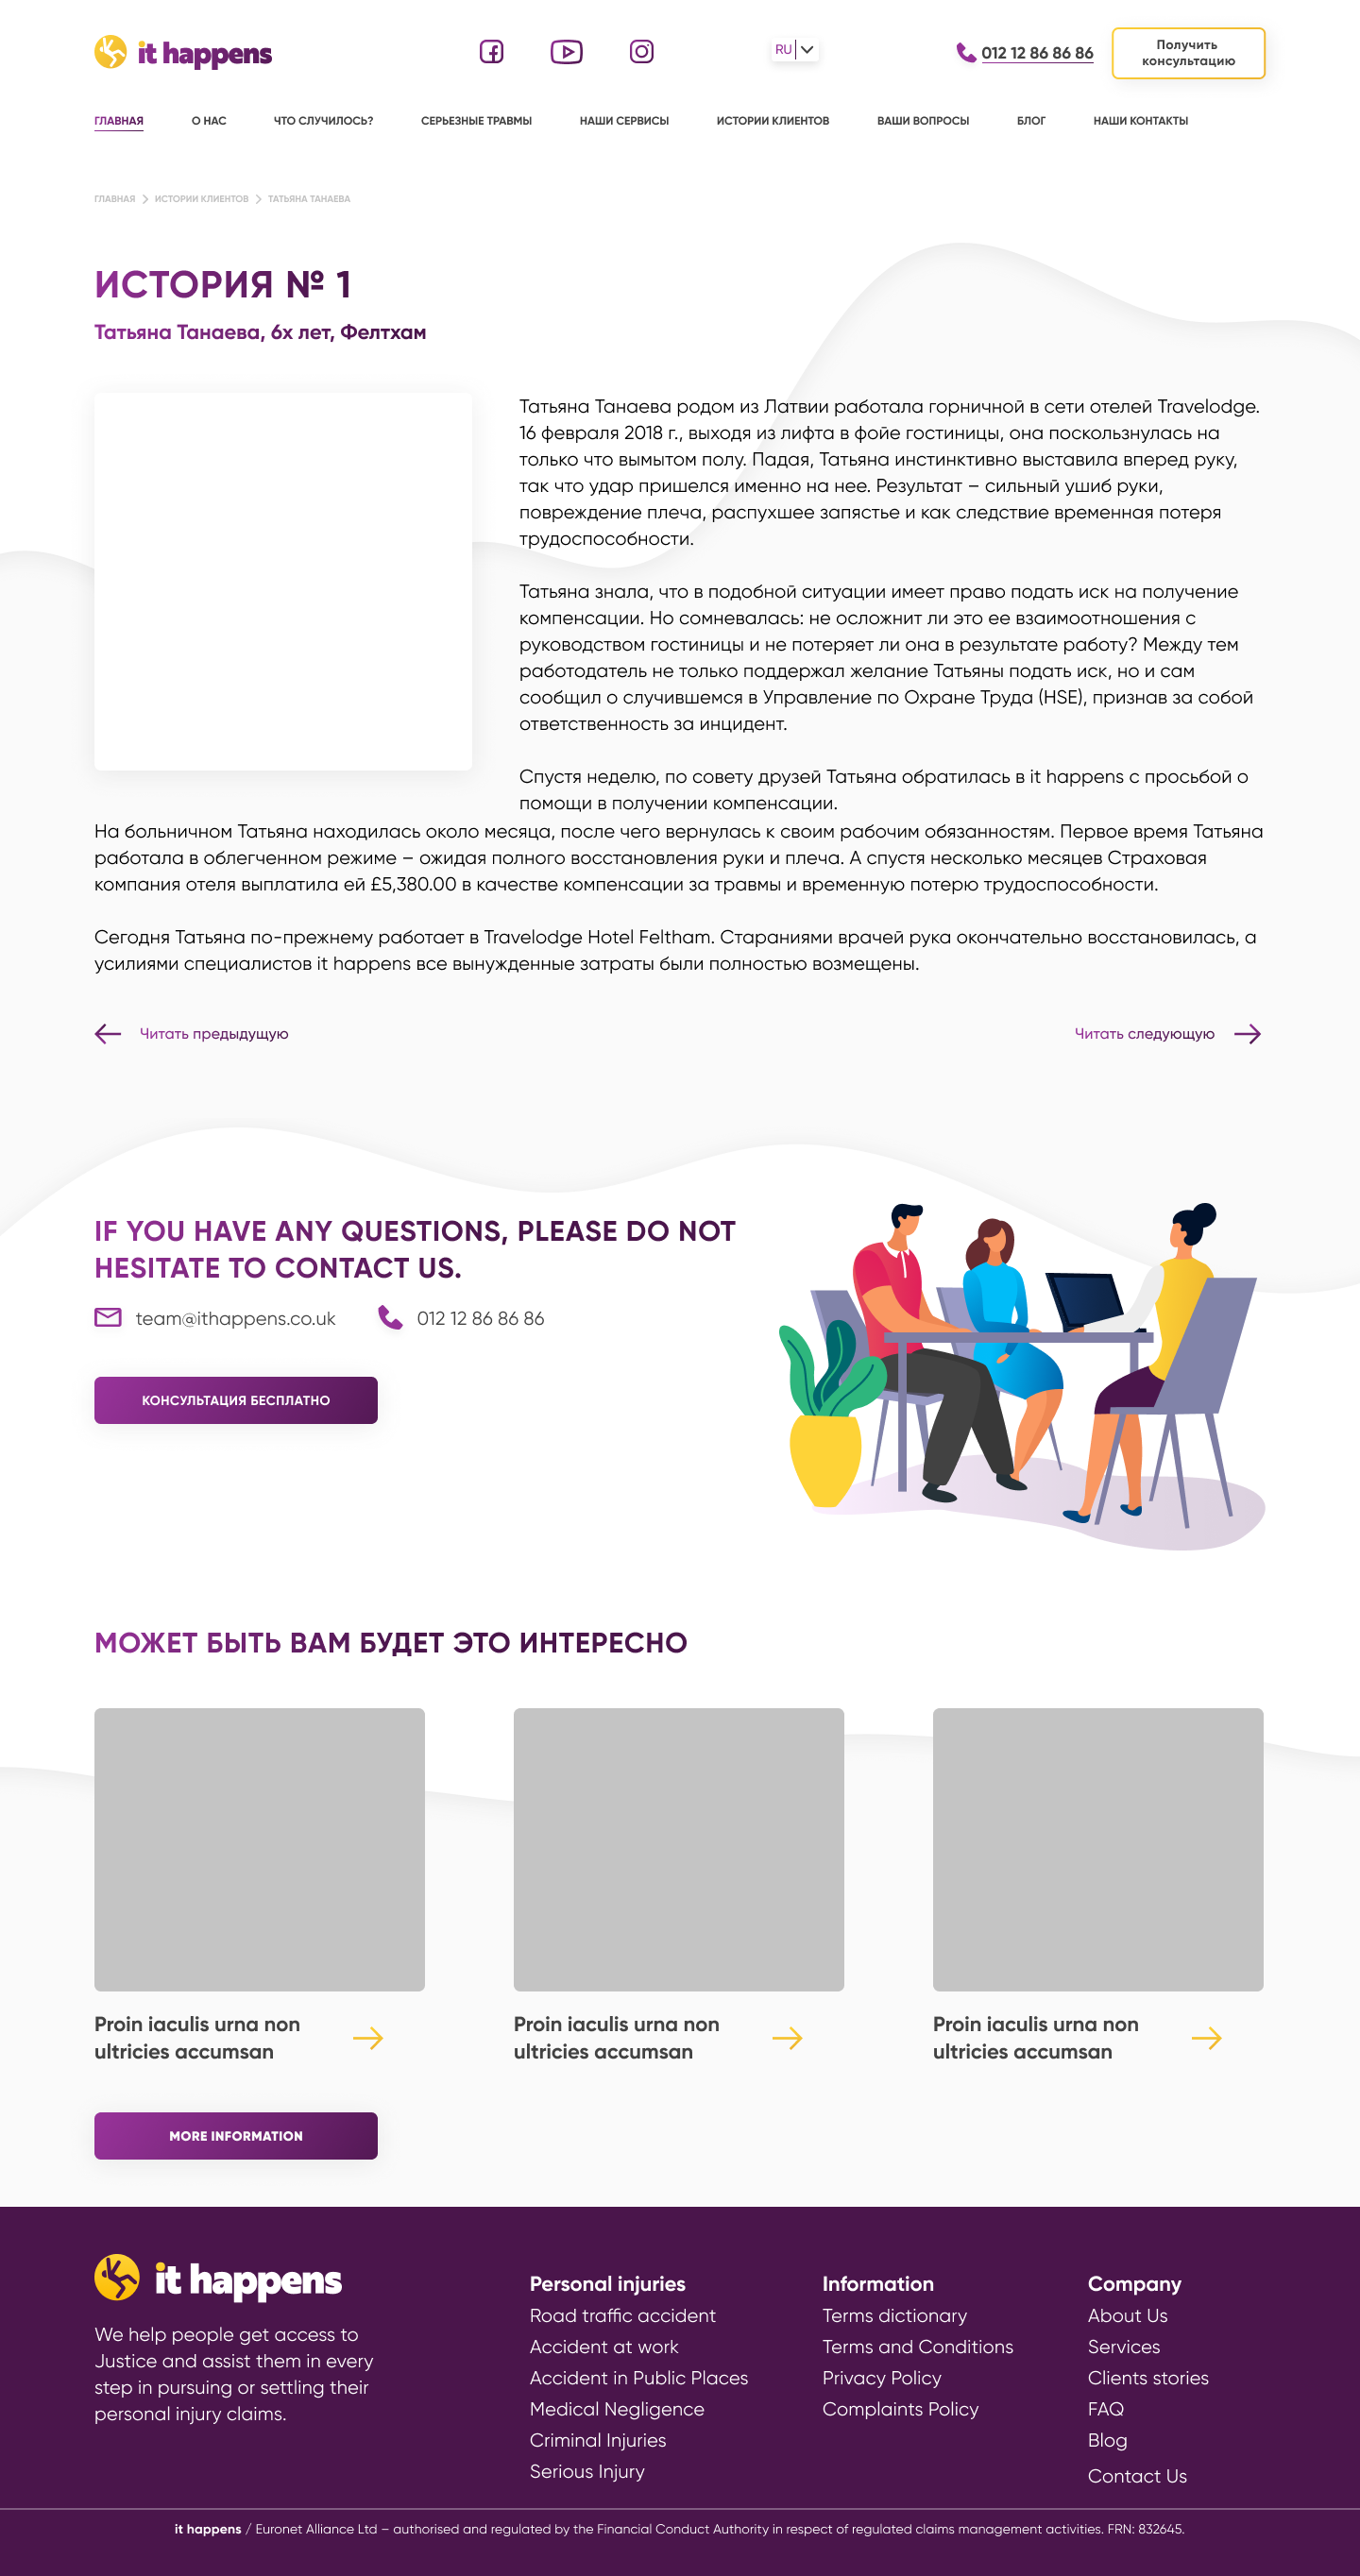 it happens
RU
012 12 86 86 86
Получить
консультацию
ГЛАВНАЯ
О НАС
ЧТО СЛУЧИЛОСЬ?
СЕРЬЕЗНЫЕ ТРАВМЫ
НАШИ СЕРВИСЫ
ИСТОРИИ КЛИЕНТОВ
ВАШИ ВОПРОСЫ
БЛОГ
НАШИ КОНТАКТЫ
ГЛАВНАЯ
ИСТОРИИ КЛИЕНТОВ
ТАТЬЯНА ТАНАЕВА
ИСТОРИЯ № 1
Татьяна Танаева, 6х лет, Фелтхам
Татьяна Танаева родом из Латвии работала горничной в сети отелей Travelodge.
16 февраля 2018 г., выходя из лифта в фойе гостиницы, она поскользнулась на
только что вымытом полу. Падая, Татьяна инстинктивно выставила вперед руку,
так что удар пришелся именно на нее. Результат – сильный ушиб руки,
повреждение плеча, распухшее запястье и как следствие временная потеря
трудоспособности.
Татьяна знала, что в подобной ситуации имеет право подать иск на получение
компенсации. Но сомневалась: не осложнит ли это ее взаимоотношения с
руководством гостиницы и не потеряет ли она в результате работу? Между тем
работодатель не только поддержал желание Татьяны подать иск, но и сам
сообщил о случившемся в Управление по Охране Труда (HSE), признав за собой
ответственность за инцидент.
Спустя неделю, по совету друзей Татьяна обратилась в it happens с просьбой о
помощи в получении компенсации.
На больничном Татьяна находилась около месяца, после чего вернулась к своим рабочим обязанностям. Первое время Татьяна
работала в облегченном режиме – ожидая полного восстановления руки и плеча. А спустя несколько месяцев Страховая
компания отеля выплатила ей £5,380.00 в качестве компенсации за травмы и временную потерю трудоспособности.
Сегодня Татьяна по-прежнему работает в Travelodge Hotel Feltham. Стараниями врачей рука окончательно восстановилась, а
усилиями специалистов it happens все вынужденные затраты были полностью возмещены.
Читать предыдущую
Читать следующую
IF YOU HAVE ANY QUESTIONS, PLEASE DO NOT
HESITATE TO CONTACT US.
team@ithappens.co.uk
012 12 86 86 86
КОНСУЛЬТАЦИЯ БЕСПЛАТНО
МОЖЕТ БЫТЬ ВАМ БУДЕТ ЭТО ИНТЕРЕСНО
Proin iaculis urna non
ultricies accumsan
Proin iaculis urna non
ultricies accumsan
Proin iaculis urna non
ultricies accumsan
MORE INFORMATION
it happens
We help people get access to
Justice and assist them in every
step in pursuing or settling their
personal injury claims.
Personal injuries
Road traffic accident
Accident at work
Accident in Public Places
Medical Negligence
Criminal Injuries
Serious Injury
Information
Terms dictionary
Terms and Conditions
Privacy Policy
Complaints Policy
Company
About Us
Services
Clients stories
FAQ
Blog
Contact Us
it happens / Euronet Alliance Ltd – authorised and regulated by the Financial Conduct Authority in respect of regulated claims management activities. FRN: 832645.